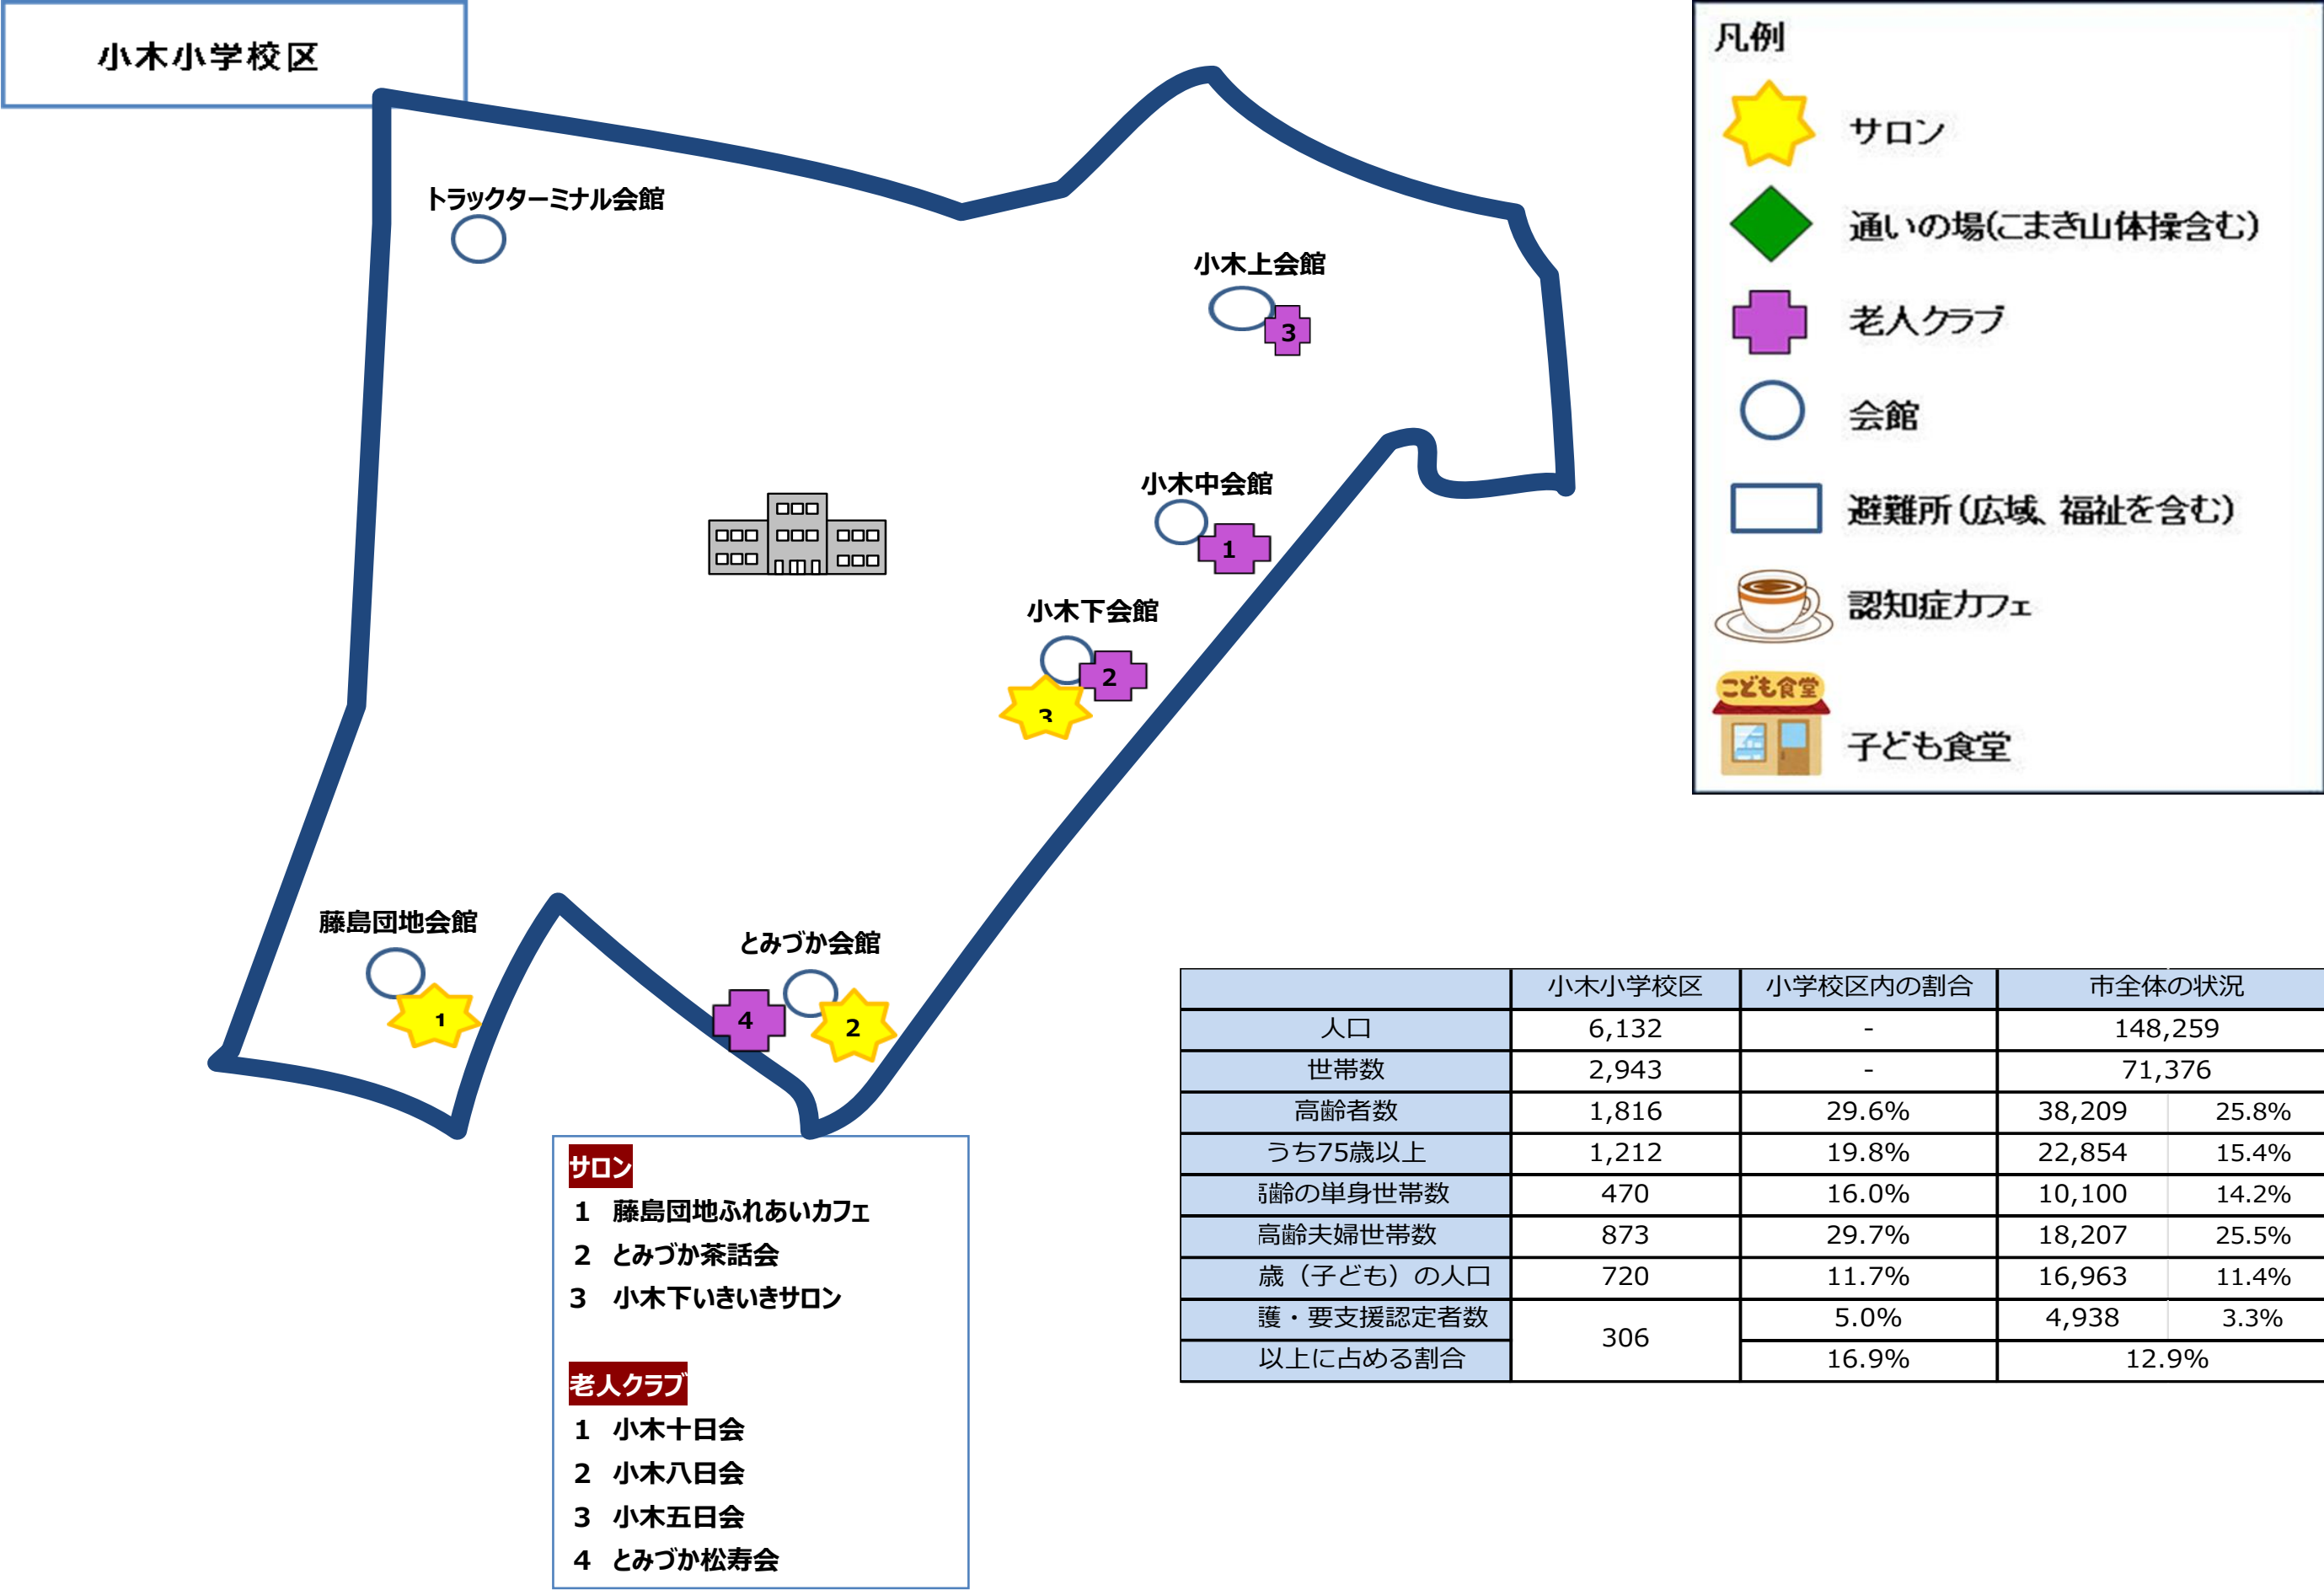 小木小学校区
トラックターミナル会館
小木上会館
3
小木中会館
1
小木下会館
2
3
藤島団地会館
1
とみづか会館
4
2
凡例
サロン
通いの場(こまき山体操含む)
老人クラブ
会館
避難所(広域、福祉を含む)
認知症カフェ
こども食堂
子ども食堂
サロン
1 藤島団地ふれあいカフェ
2 とみづか茶話会
3 小木下いきいきサロン
老人クラブ
1 小木十日会
2 小木八日会
3 小木五日会
4 とみづか松寿会
小木小学校区 小学校区内の割合 市全体の状況
人口 6,132 - 148,259
世帯数 2,943 - 71,376
高齢者数 1,816 29.6% 38,209 25.8%
うち75歳以上 1,212 19.8% 22,854 15.4%
齢の単身世帯数 470 16.0% 10,100 14.2%
高齢夫婦世帯数 873 29.7% 18,207 25.5%
歳(子ども)の人口 720 11.7% 16,963 11.4%
護・要支援認定者数 306 5.0% 4,938 3.3%
以上に占める割合 16.9% 12.9%